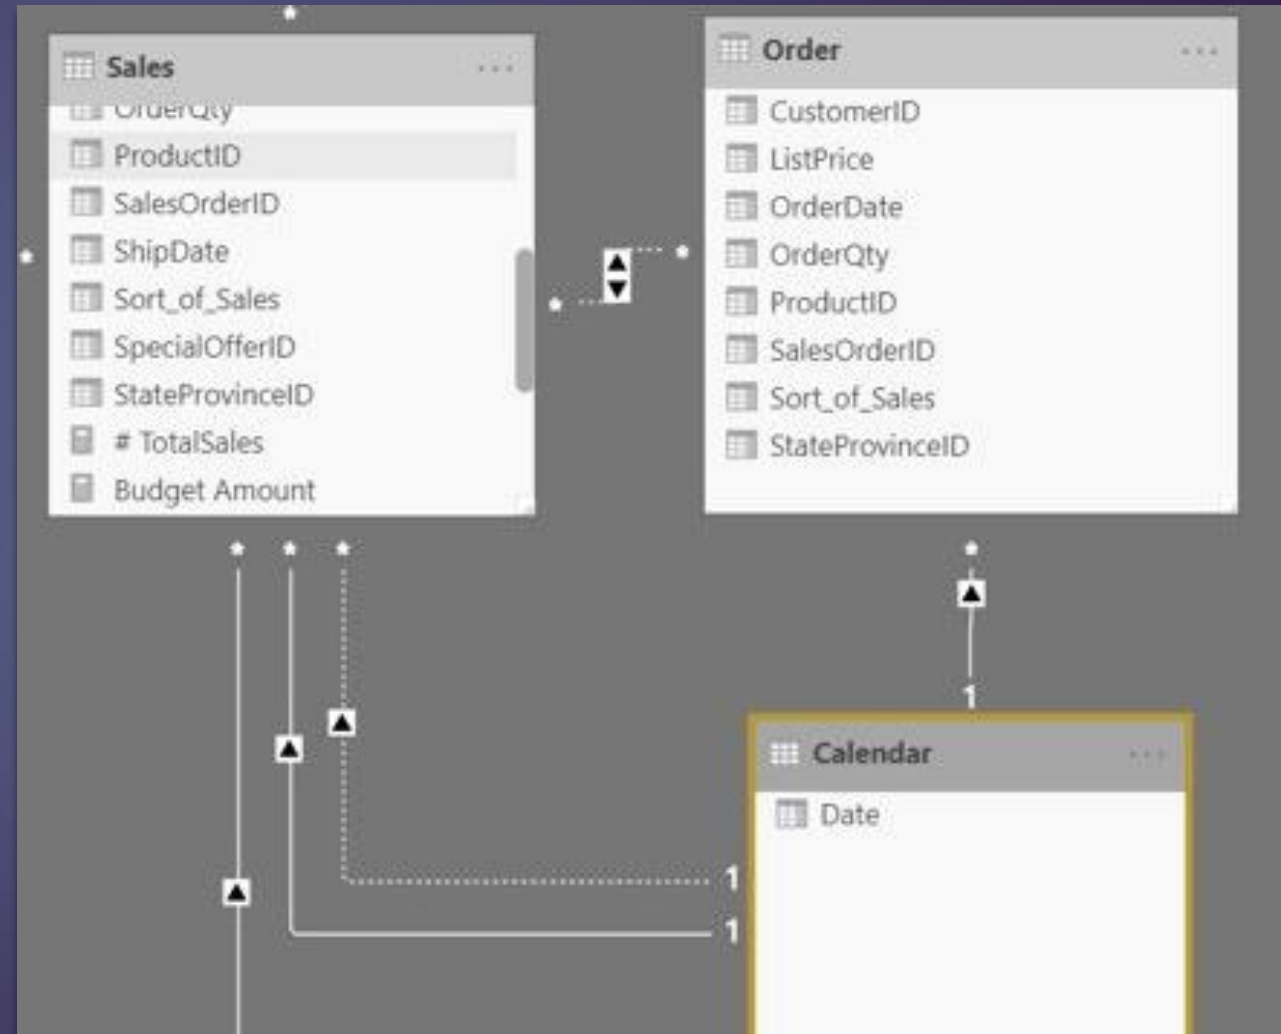 Sales
OrderQty
ProductID
SalesOrderID
ShipDate
Sort_of_Sales
SpecialOfferID
StateProvinceID
# TotalSales
Budget Amount
Order
CustomerID
ListPrice
OrderDate
OrderQty
ProductID
SalesOrderID
Sort_of_Sales
StateProvinceID
1
Calendar
Date
1
1